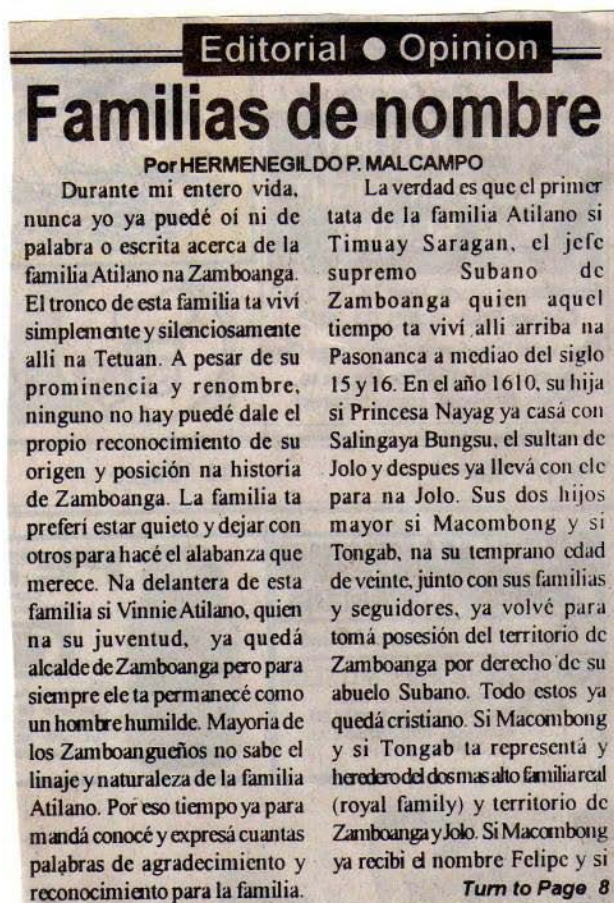 Editorial ● Opinion
Familias de nombre
Por HERMENEGILDO P. MALCAMPO
Durante mi entero vida,
nunca yo ya puedé oí ni de
palabra o escrita acerca de la
familia Atilano na Zamboanga.
El tronco de esta familia ta viví
simplemente y silenciosamente
alli na Tetuan. A pesar de su
prominencia y renombre,
ninguno no hay puedé dale el
propio reconocimiento de su
origen y posición na historia
de Zamboanga. La familia ta
preferí estar quieto y dejar con
otros para hacé el alabanza que
merece. Na delantera de esta
familia si Vinnie Atilano, quien
na su juventud, ya quedá
alcalde de Zamboanga pero para
siempre ele ta permanecé como
un hombre humilde. Mayoria de
los Zamboangueños no sabe el
linaje y naturaleza de la familia
Atilano. Por eso tiempo ya para
mandá conocé y expresá cuantas
palabras de agradecimiento y
reconocimiento para la familia.
La verdad es que el primer
tata de la familia Atilano si
Timuay Saragan, el jefe
supremo Subano de
Zamboanga quien aquel
tiempo ta viví alli arriba na
Pasonanca a mediao del siglo
15 y 16. En el año 1610, su hija
si Princesa Nayag ya casá con
Salingaya Bungsu, el sultan de
Jolo y despues ya llevá con ele
para na Jolo. Sus dos hijos
mayor si Macombong y si
Tongab, na su temprano edad
de veinte, junto con sus familias
y seguidores, ya volvé para
tomá posesión del territorio de
Zamboanga por derecho de su
abuelo Subano. Todo estos ya
quedá cristiano. Si Macombong
y si Tongab ta representá y
heredero del dos mas alto familia real
(royal family) y territorio de
Zamboanga y Jolo. Si Macombong
ya recibi el nombre Felipe y si
Turn to Page 8